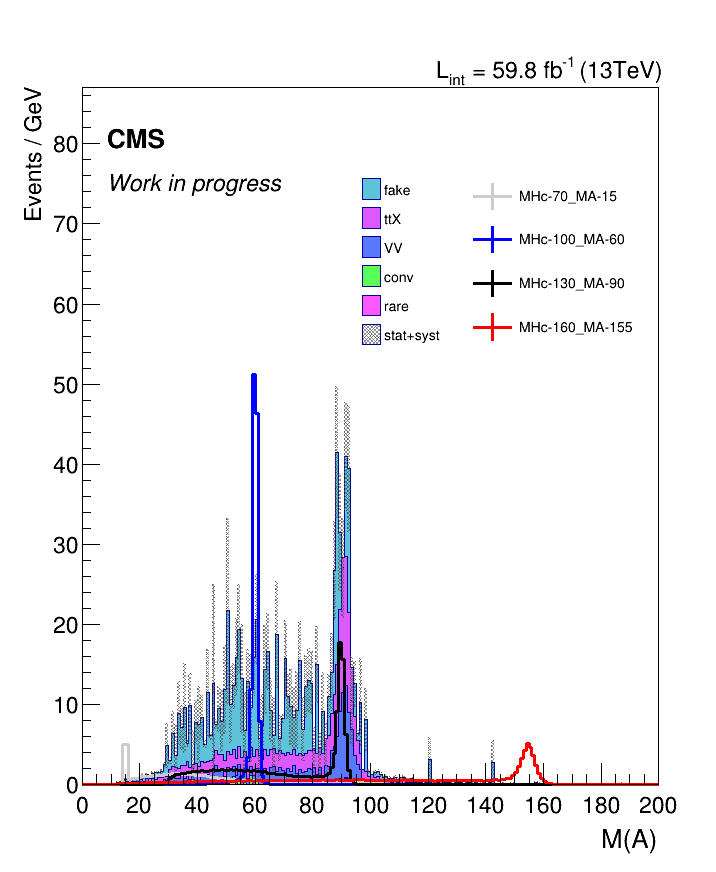 L_int = 59.8 fb^-1 (13TeV)
Events / GeV
CMS
Work in progress
fake
ttX
VV
conv
rare
stat+syst
MHc-70_MA-15
MHc-100_MA-60
MHc-130_MA-90
MHc-160_MA-155
80
70
60
50
40
30
20
10
0
0 20 40 60 80 100 120 140 160 180 200
M(A)